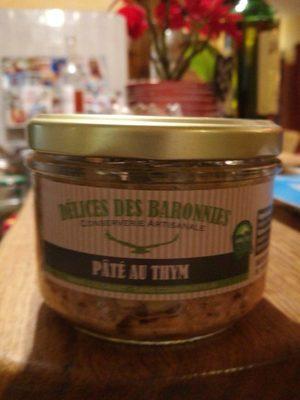 DÉLICES DES BARONNIES
CONSERVERIE ARTISANALE
PÂTÉ AU THYM